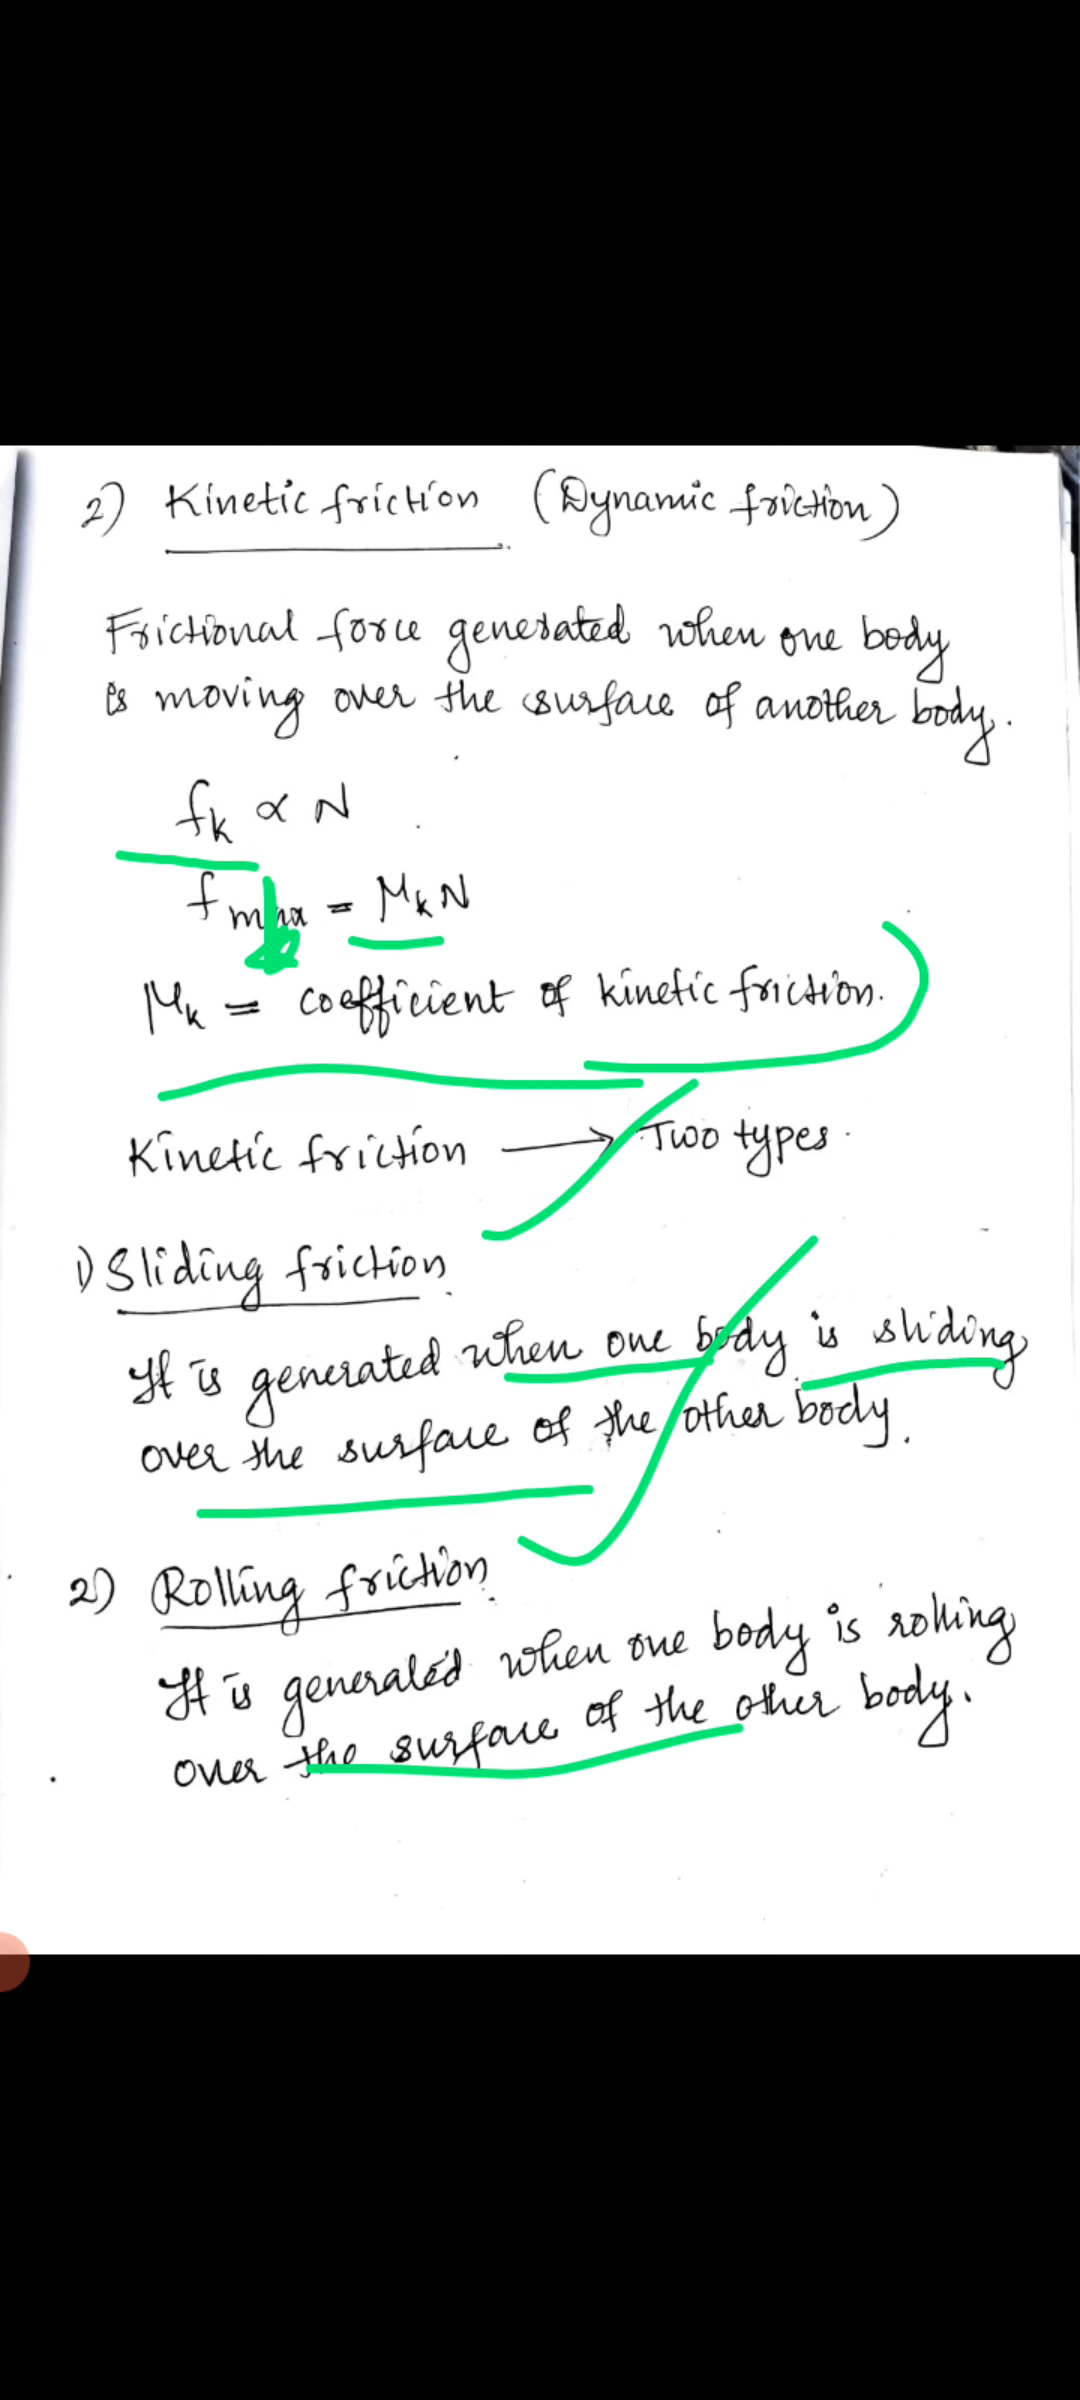 2) Kinetic friction (Dynamic friction)
Frictional force generated when one body
is moving over the surface of another body.
fk ∝ N
fmax = μk N
μk = coefficient of kinetic friction.
Kinetic friction → Two types.
1) Sliding friction.
It is generated when one body is sliding
over the surface of the other body.
2) Rolling friction.
It is generated when one body is rolling
over the surface of the other body.